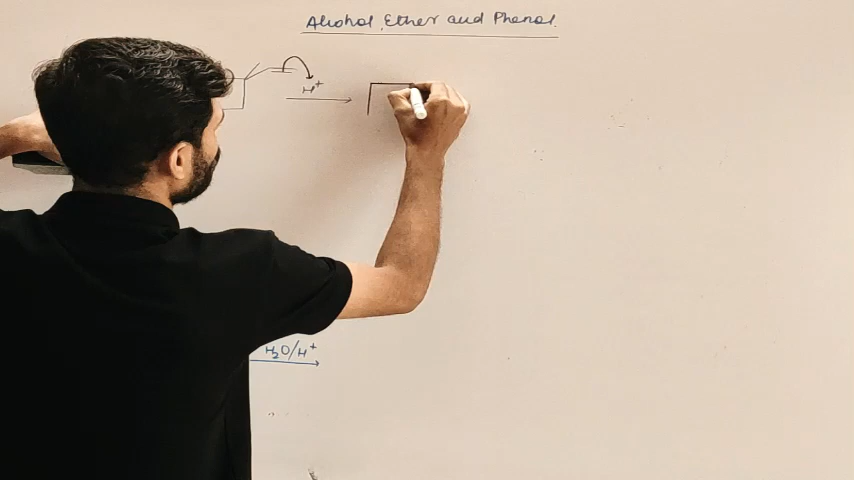 Alcohol, Ether and Phenol.
H⁺
H₂O/H⁺